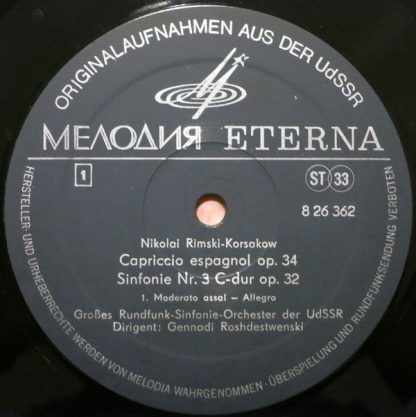 ORIGINALAUFNAHMEN AUS DER UdSSR
МЕЛОДИЯ ETERNA
1
ST 33
8 26 362
Nikolai Rimski-Korsakow
Capriccio espagnol op. 34
Sinfonie Nr. 3 C-dur op. 32
1. Moderato assai — Allegro
Großes Rundfunk-Sinfonie-Orchester der UdSSR
Dirigent: Gennadi Roshdestwenski
HERSTELLER- UND URHEBERRECHTE WERDEN VON MELODIA WAHRGENOMMEN · ÜBERSPIELUNG UND RUNDFUNKSENDUNG VERBOTEN